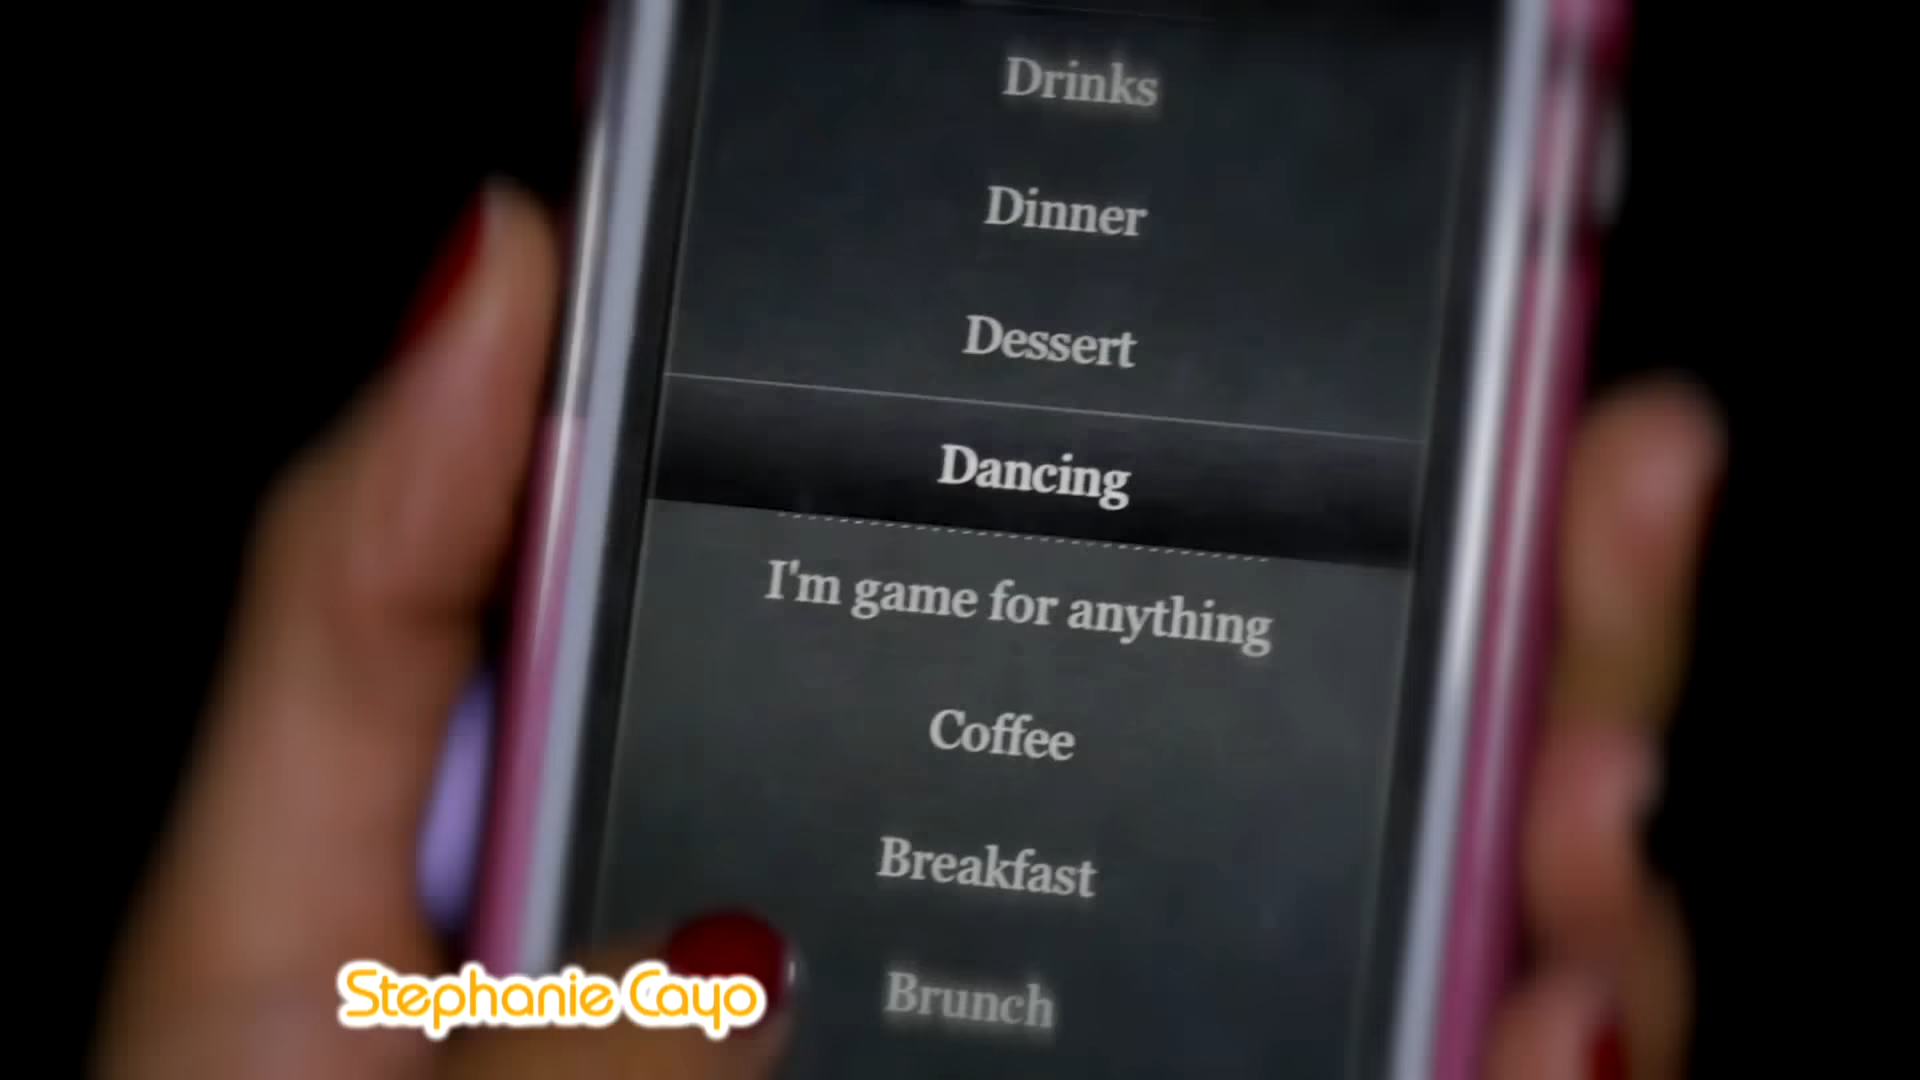 Drinks
Dinner
Dessert
Dancing
I'm game for anything
Coffee
Breakfast
Brunch
Stephanie Cayo